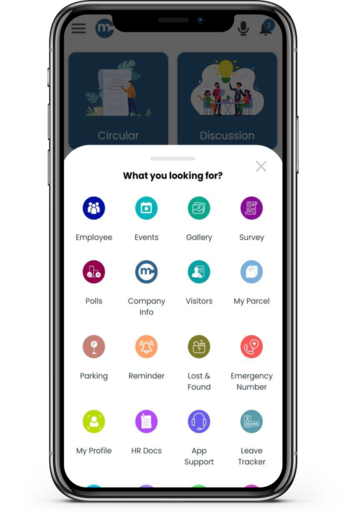 m
2
Circular Discussion
What you looking for?
Employee Events Gallery Survey
m
Polls Company Info Visitors My Parcel
Parking Reminder Lost & Found Emergency Number
My Profile HR Docs App Support Leave Tracker